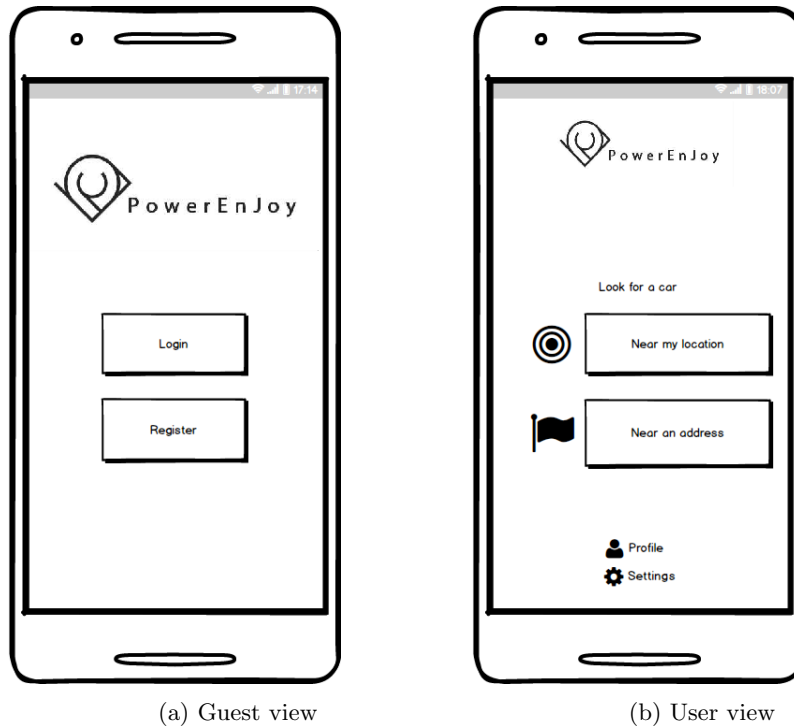 17:14
PowerEnJoy
Login
Register
(a) Guest view
18:07
PowerEnJoy
Look for a car
Near my location
Near an address
Profile
Settings
(b) User view